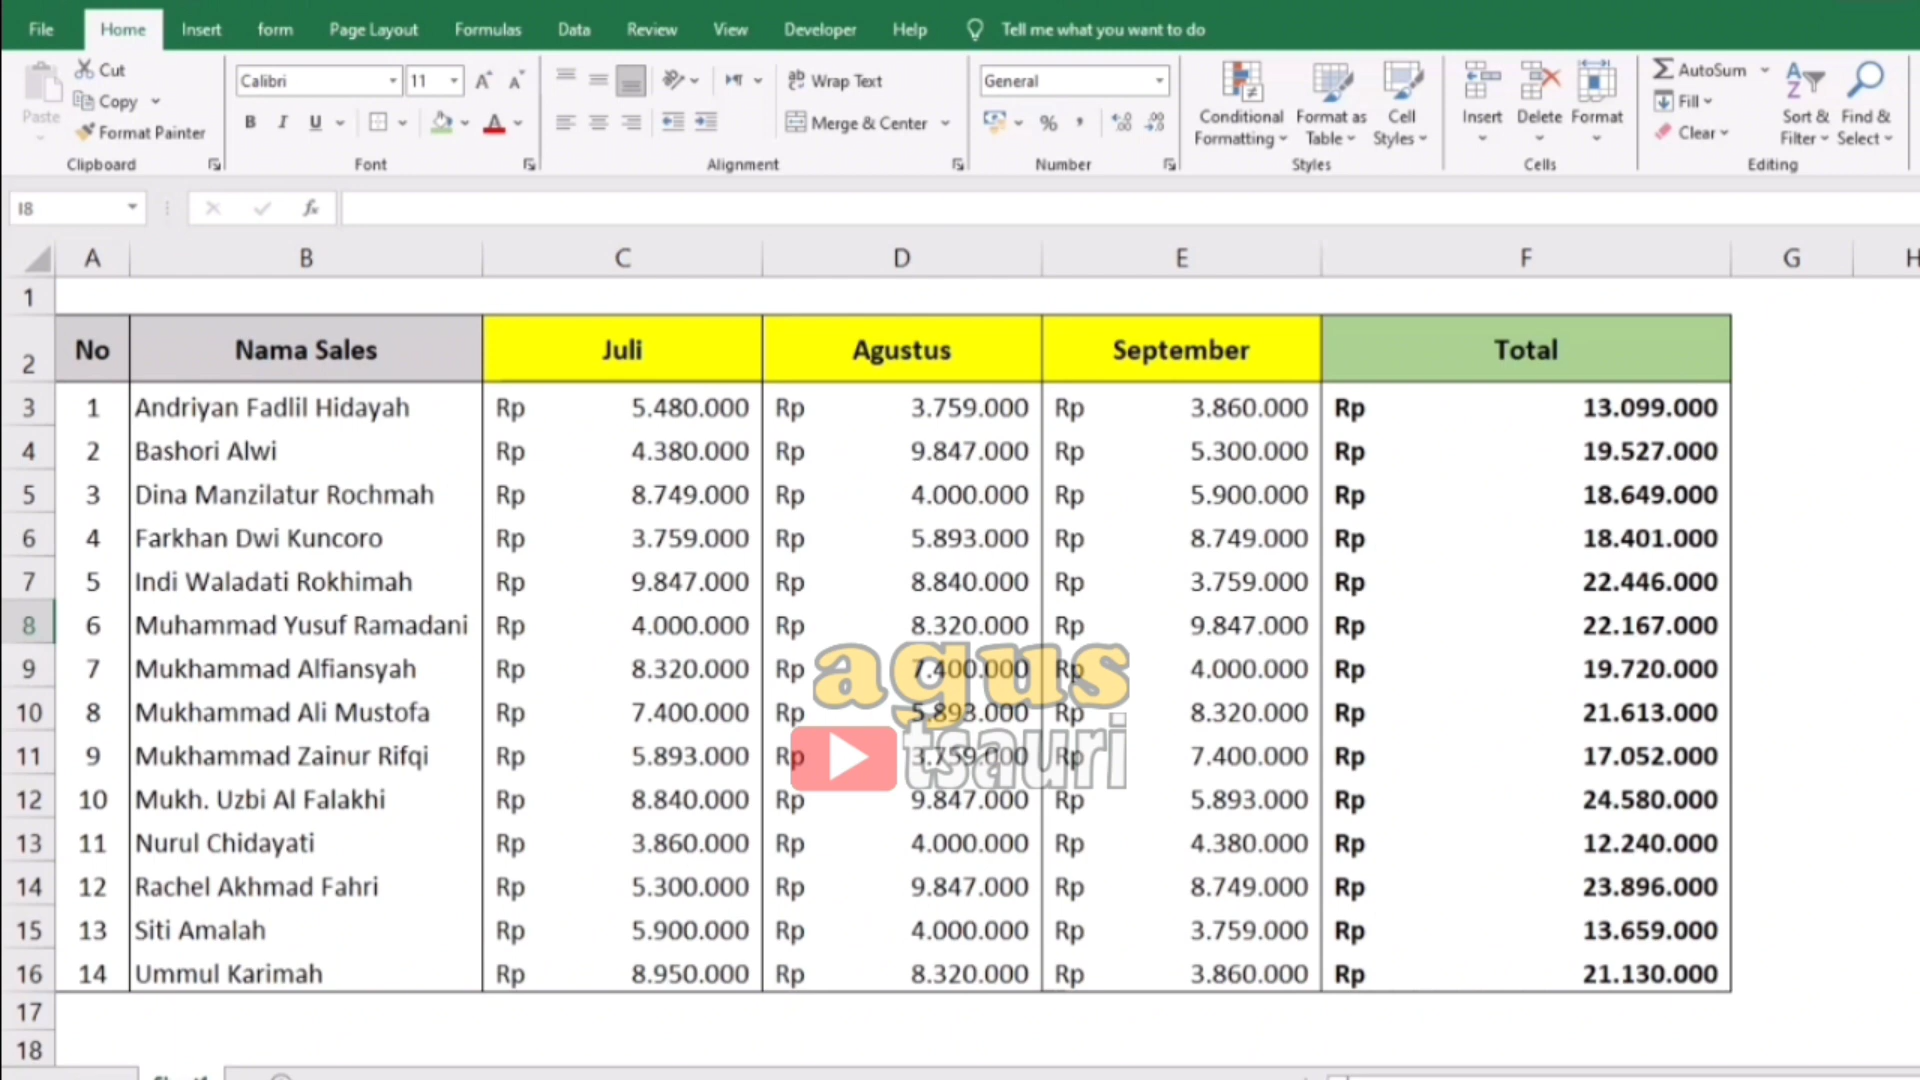 File Home Insert form Page Layout Formulas Data Review View Developer Help Tell me what you want to do
Paste Cut Copy Format Painter Clipboard
Calibri 11 B I U Font
Wrap Text Merge & Center Alignment
General % Number
Conditional Formatting Format as Table Cell Styles Styles
Insert Delete Format Cells
AutoSum Fill Clear Sort & Filter Find & Select Editing
I8 fx
A B C D E F G H
1
2 No Nama Sales Juli Agustus September Total
3 1 Andriyan Fadlil Hidayah Rp 5.480.000 Rp 3.759.000 Rp 3.860.000 Rp 13.099.000
4 2 Bashori Alwi Rp 4.380.000 Rp 9.847.000 Rp 5.300.000 Rp 19.527.000
5 3 Dina Manzilatur Rochmah Rp 8.749.000 Rp 4.000.000 Rp 5.900.000 Rp 18.649.000
6 4 Farkhan Dwi Kuncoro Rp 3.759.000 Rp 5.893.000 Rp 8.749.000 Rp 18.401.000
7 5 Indi Waladati Rokhimah Rp 9.847.000 Rp 8.840.000 Rp 3.759.000 Rp 22.446.000
8 6 Muhammad Yusuf Ramadani Rp 4.000.000 Rp 8.320.000 Rp 9.847.000 Rp 22.167.000
9 7 Mukhammad Alfiansyah Rp 8.320.000 Rp 7.400.000 Rp 4.000.000 Rp 19.720.000
10 8 Mukhammad Ali Mustofa Rp 7.400.000 Rp 5.893.000 Rp 8.320.000 Rp 21.613.000
11 9 Mukhammad Zainur Rifqi Rp 5.893.000 Rp 3.759.000 Rp 7.400.000 Rp 17.052.000
12 10 Mukh. Uzbi Al Falakhi Rp 8.840.000 Rp 9.847.000 Rp 5.893.000 Rp 24.580.000
13 11 Nurul Chidayati Rp 3.860.000 Rp 4.000.000 Rp 4.380.000 Rp 12.240.000
14 12 Rachel Akhmad Fahri Rp 5.300.000 Rp 9.847.000 Rp 8.749.000 Rp 23.896.000
15 13 Siti Amalah Rp 5.900.000 Rp 4.000.000 Rp 3.759.000 Rp 13.659.000
16 14 Ummul Karimah Rp 8.950.000 Rp 8.320.000 Rp 3.860.000 Rp 21.130.000
17
18
agus
tsauri